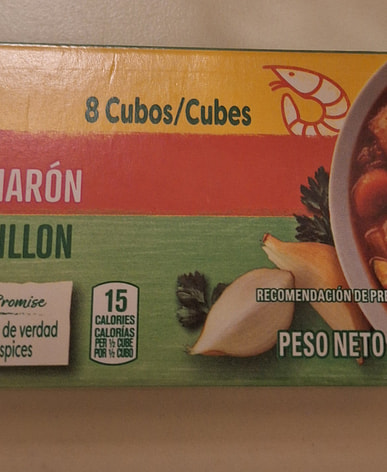 8 Cubos/Cubes
MARÓN
ILLON
Promise
de verdad
spices
15
CALORIES
CALORÍAS
PER ½ CUBE
POR ½ CUBO
RECOMENDACIÓN DE PRE
PESO NETO